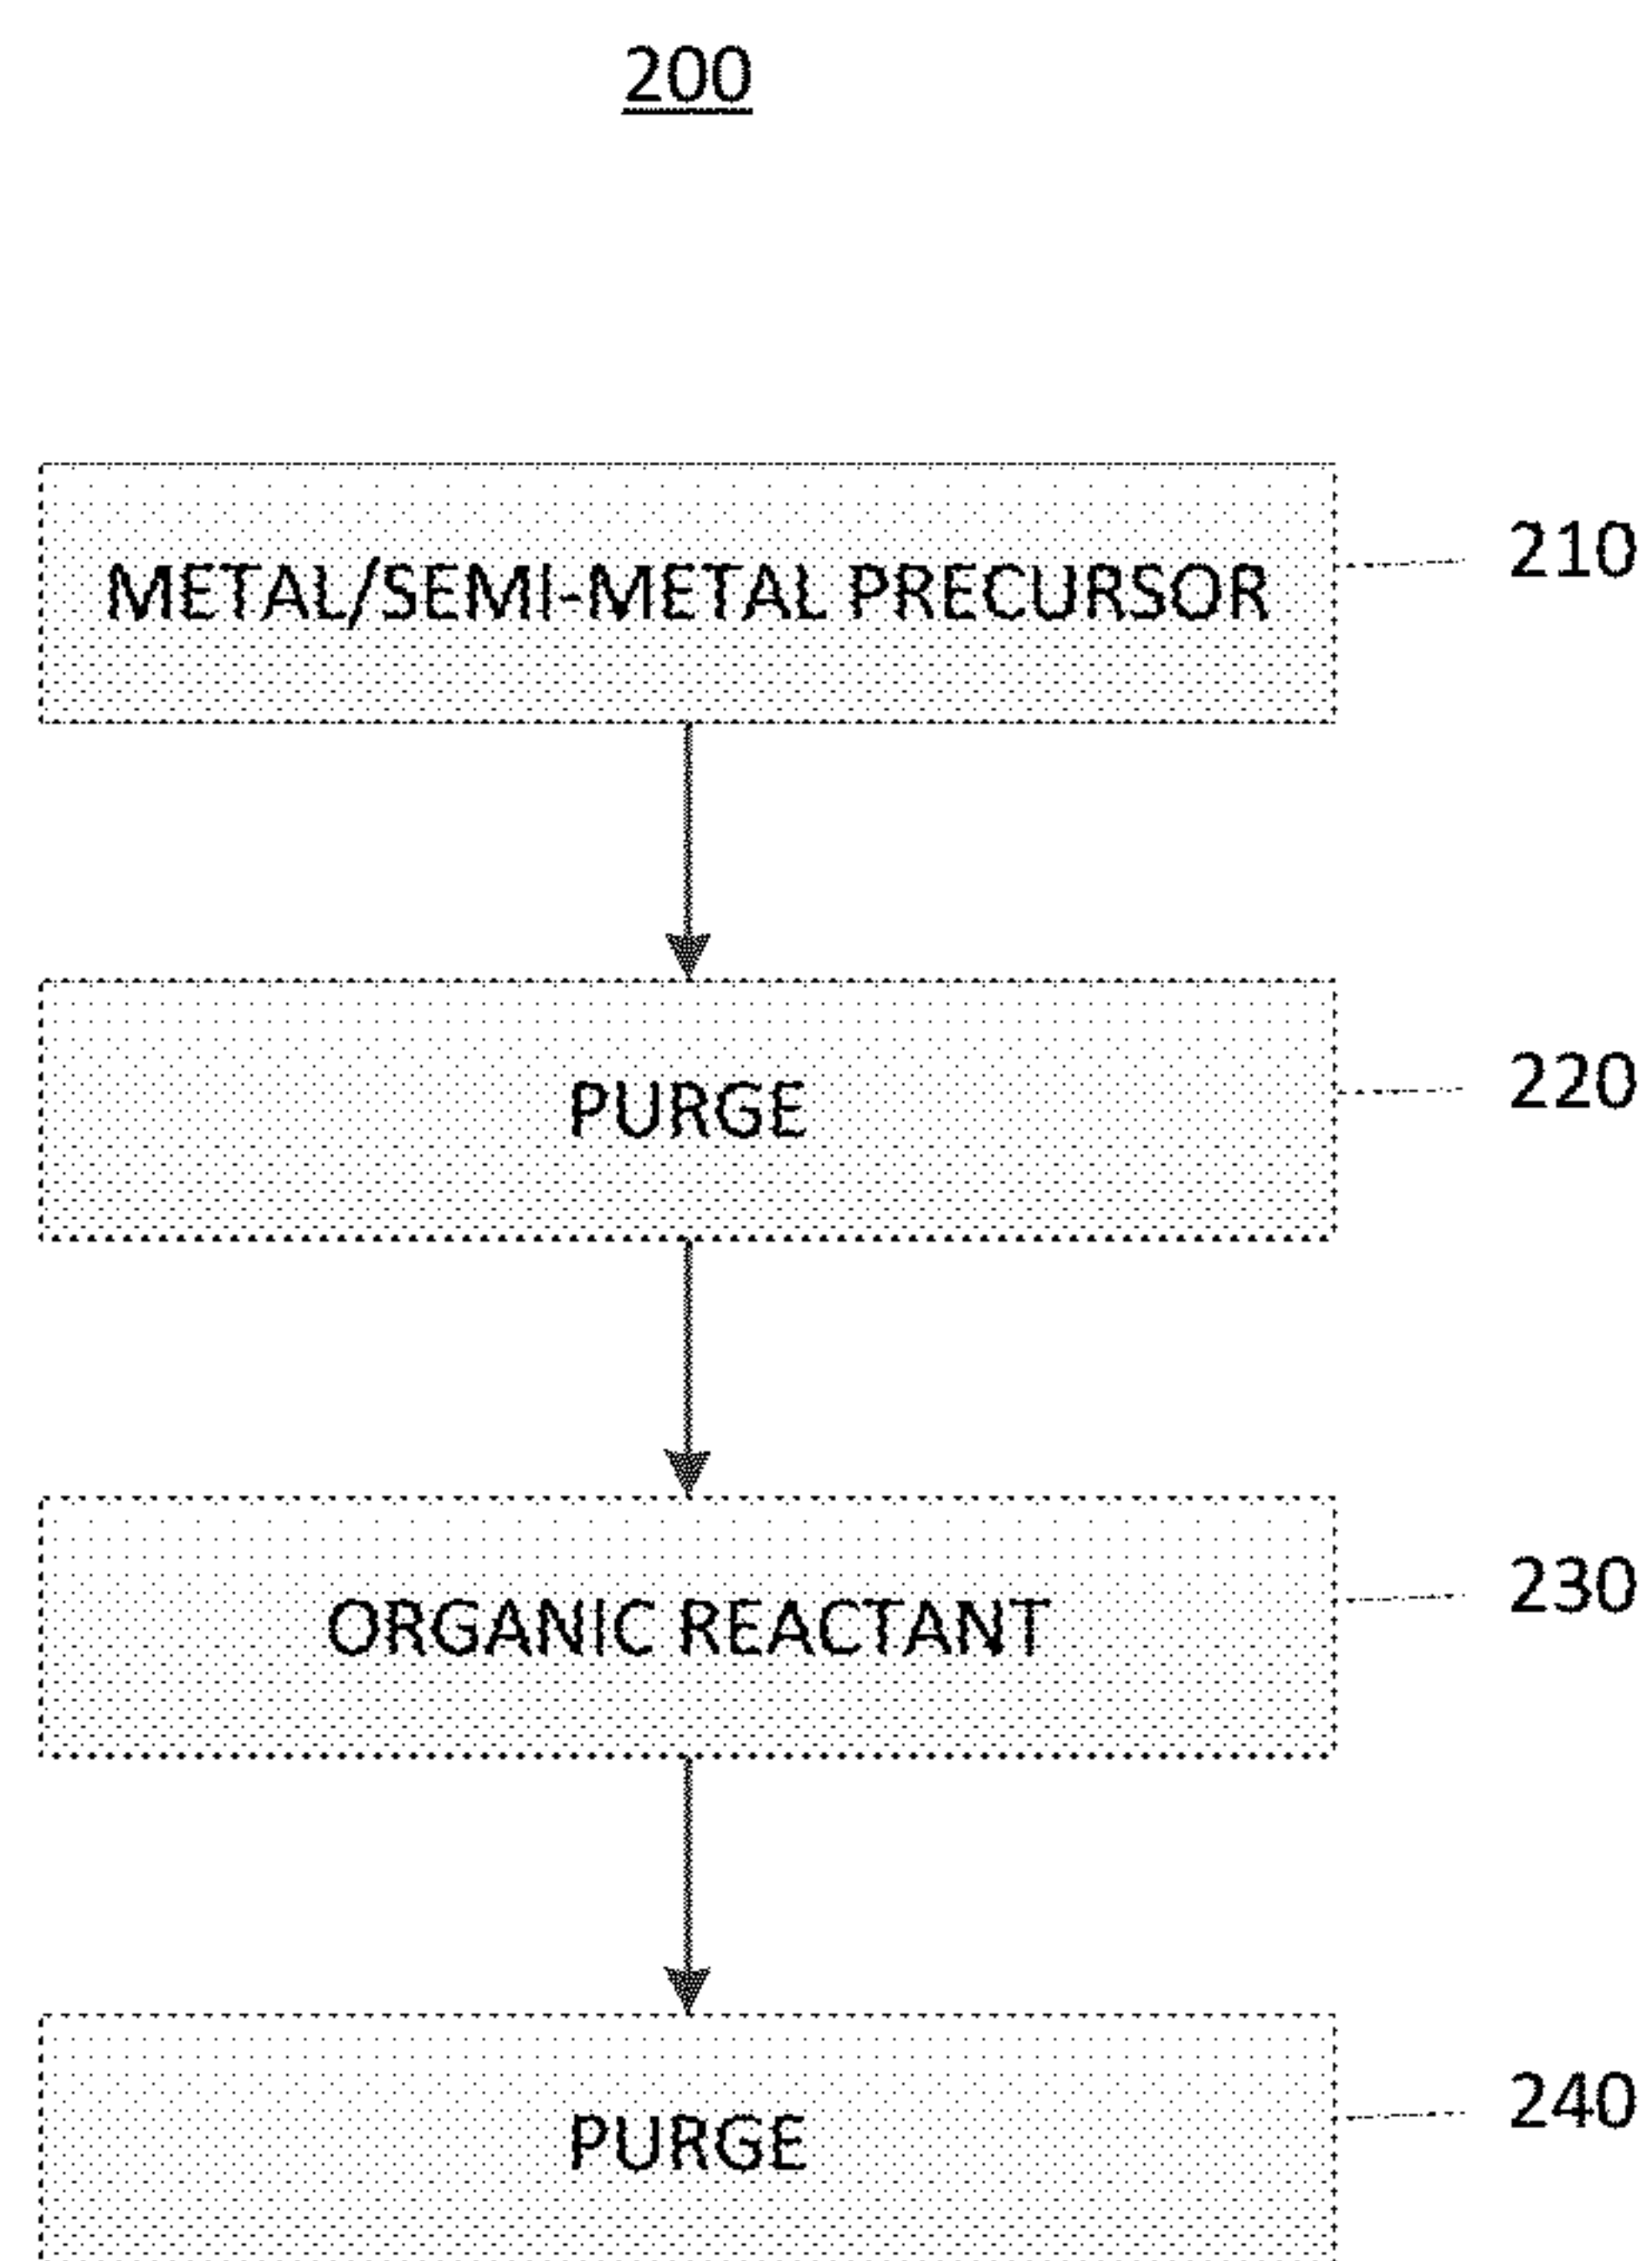 200
METAL/SEMI-METAL PRECURSOR
210
PURGE
220
ORGANIC REACTANT
230
PURGE
240